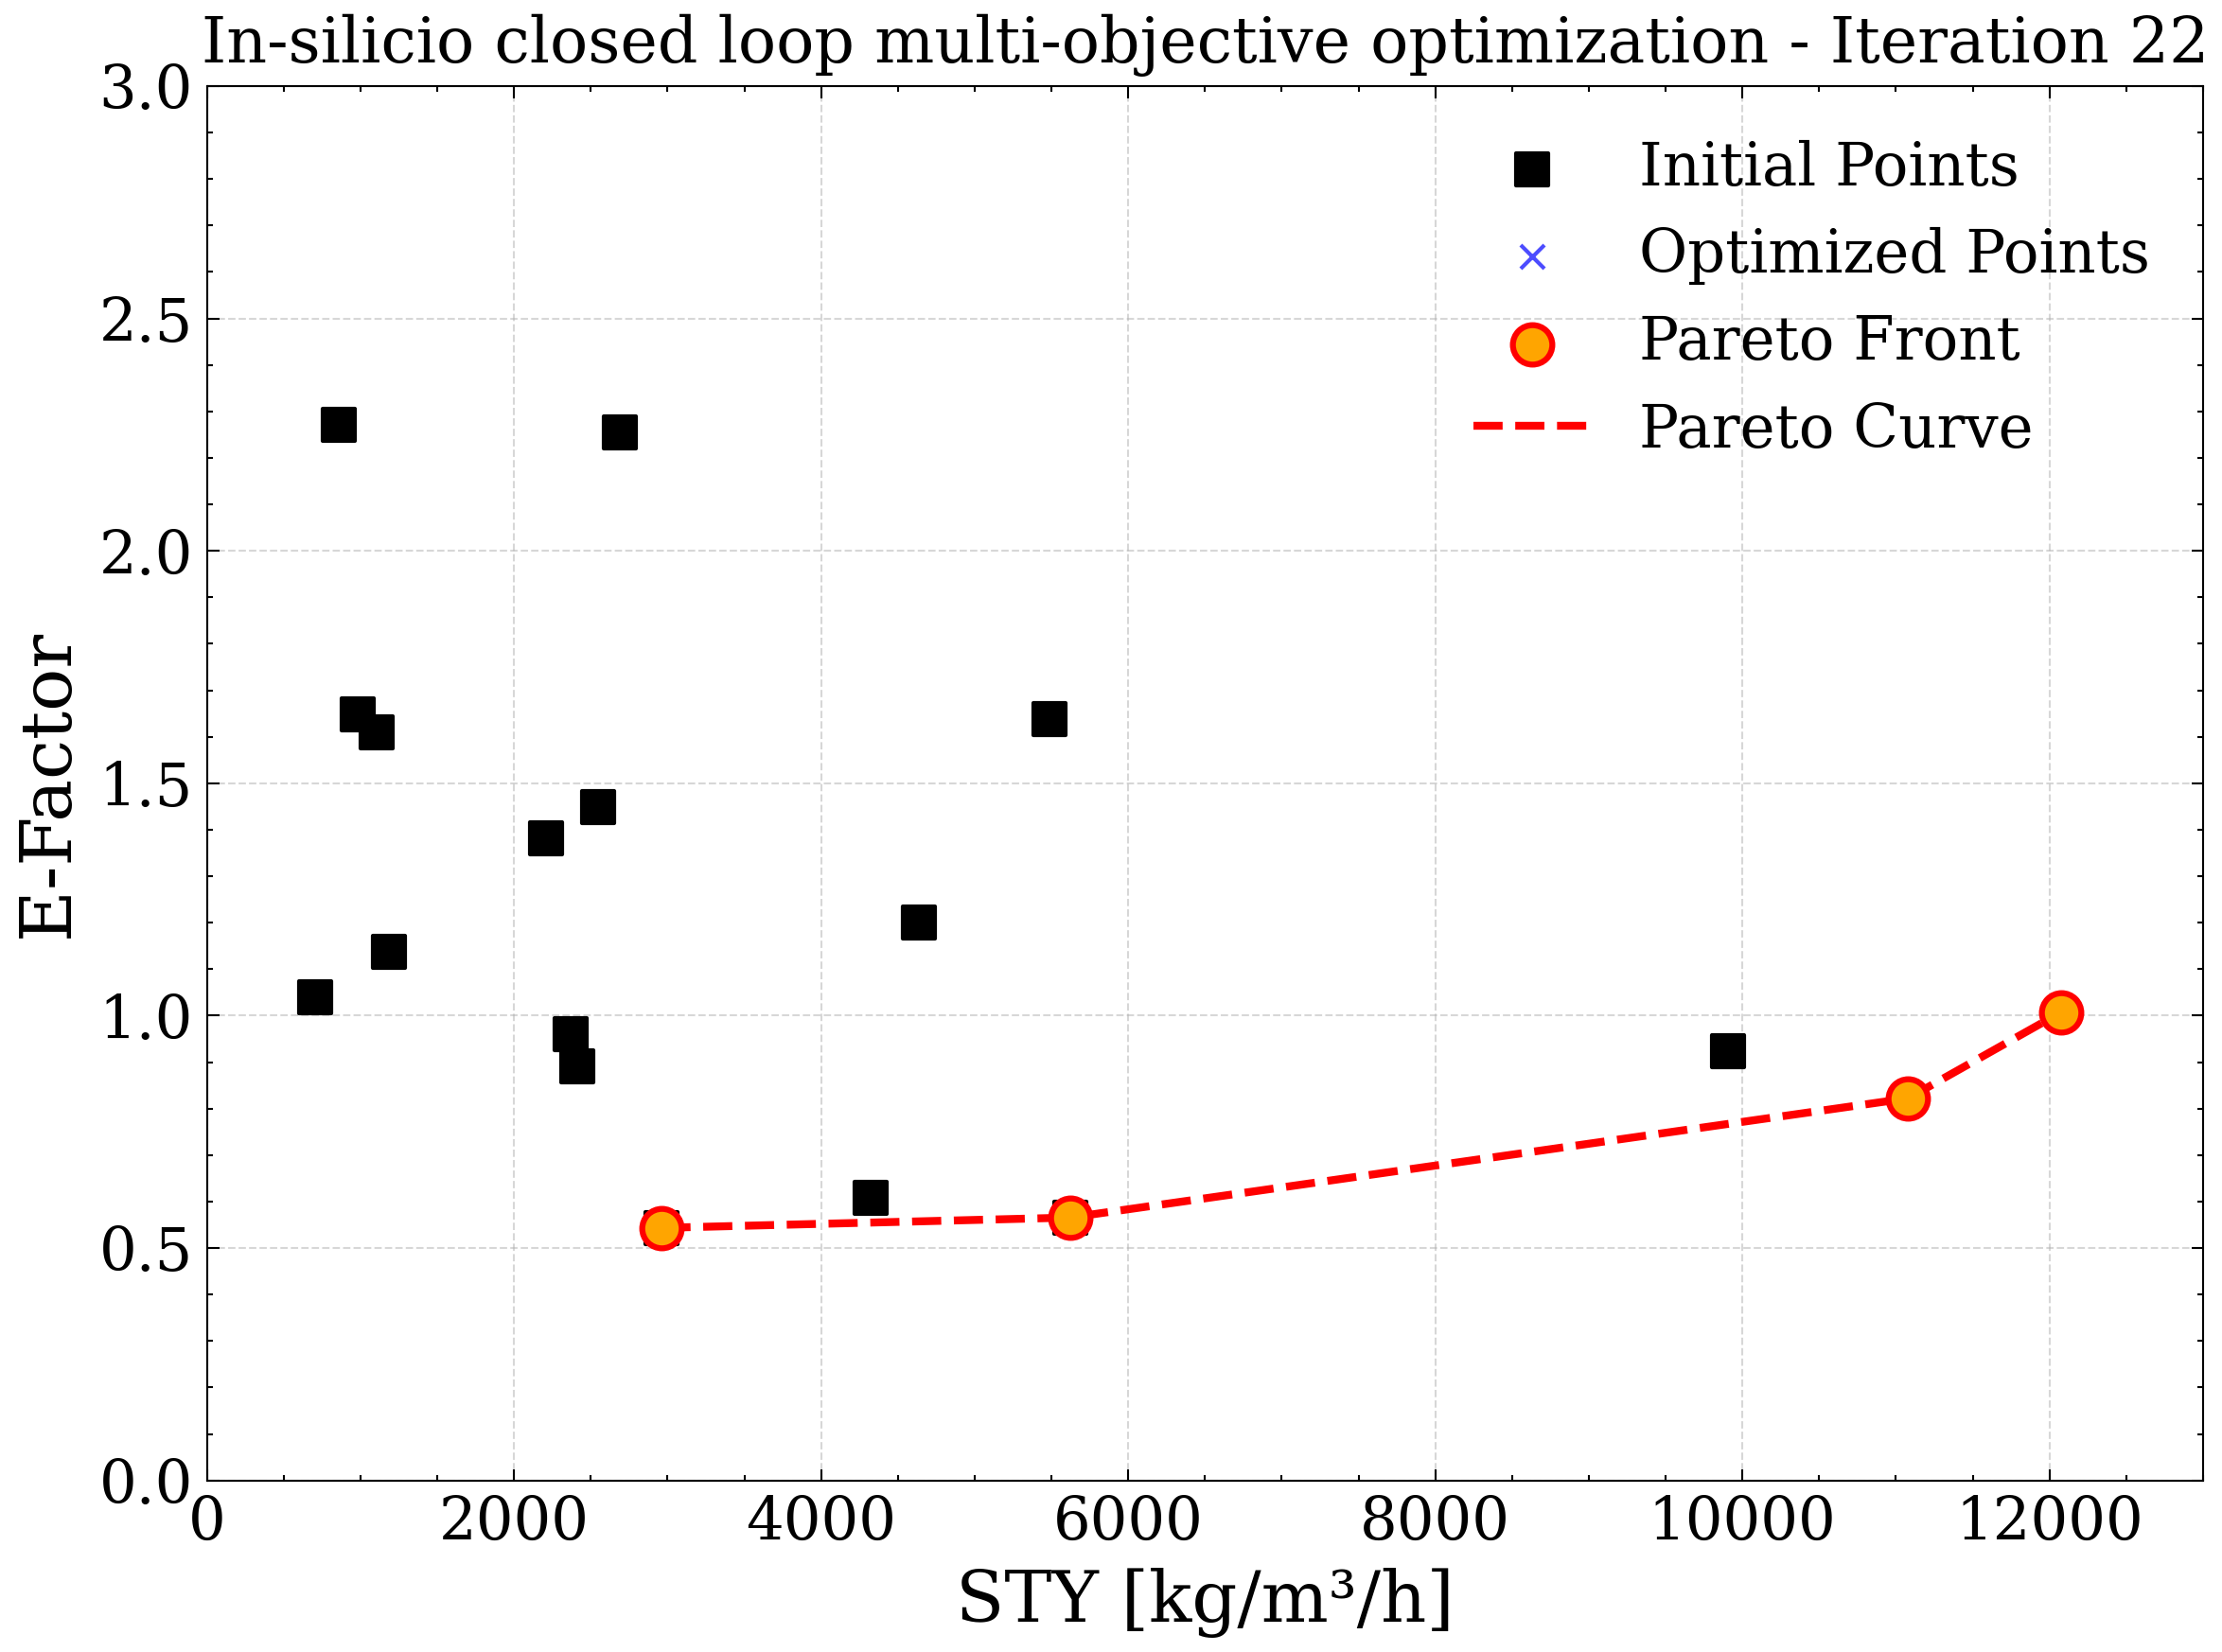 In-silicio closed loop multi-objective optimization - Iteration 22
3.0
2.5
2.0
1.5
1.0
0.5
0.0
E-Factor
Initial Points
Optimized Points
Pareto Front
Pareto Curve
0 2000 4000 6000 8000 10000 12000
STY [kg/m³/h]